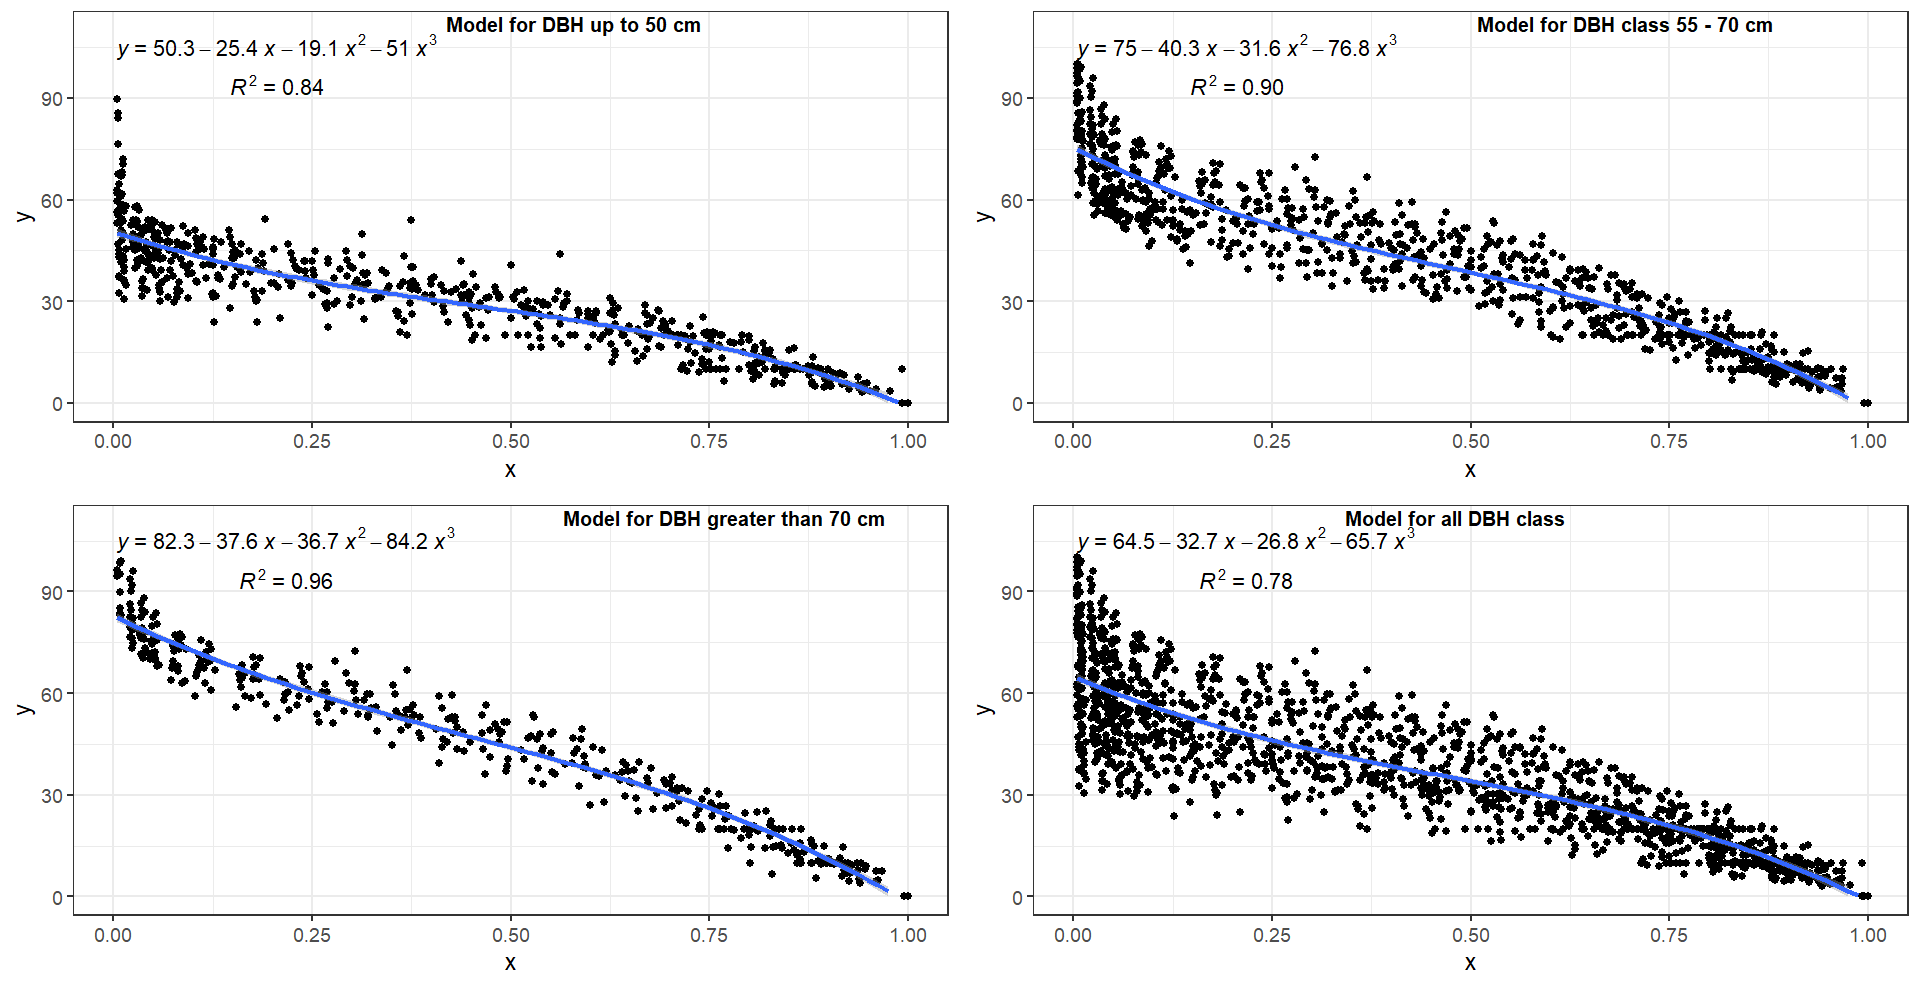 Model for DBH up to 50 cm
y = 50.3 – 25.4 x – 19.1 x² – 51 x³
R² = 0.84
90
60
30
0
y
0.00 0.25 0.50 0.75 1.00
x
Model for DBH class 55 - 70 cm
y = 75 – 40.3 x – 31.6 x² – 76.8 x³
R² = 0.90
90
60
30
0
y
0.00 0.25 0.50 0.75 1.00
x
Model for DBH greater than 70 cm
y = 82.3 – 37.6 x – 36.7 x² – 84.2 x³
R² = 0.96
90
60
30
0
y
0.00 0.25 0.50 0.75 1.00
x
Model for all DBH class
y = 64.5 – 32.7 x – 26.8 x² – 65.7 x³
R² = 0.78
90
60
30
0
y
0.00 0.25 0.50 0.75 1.00
x